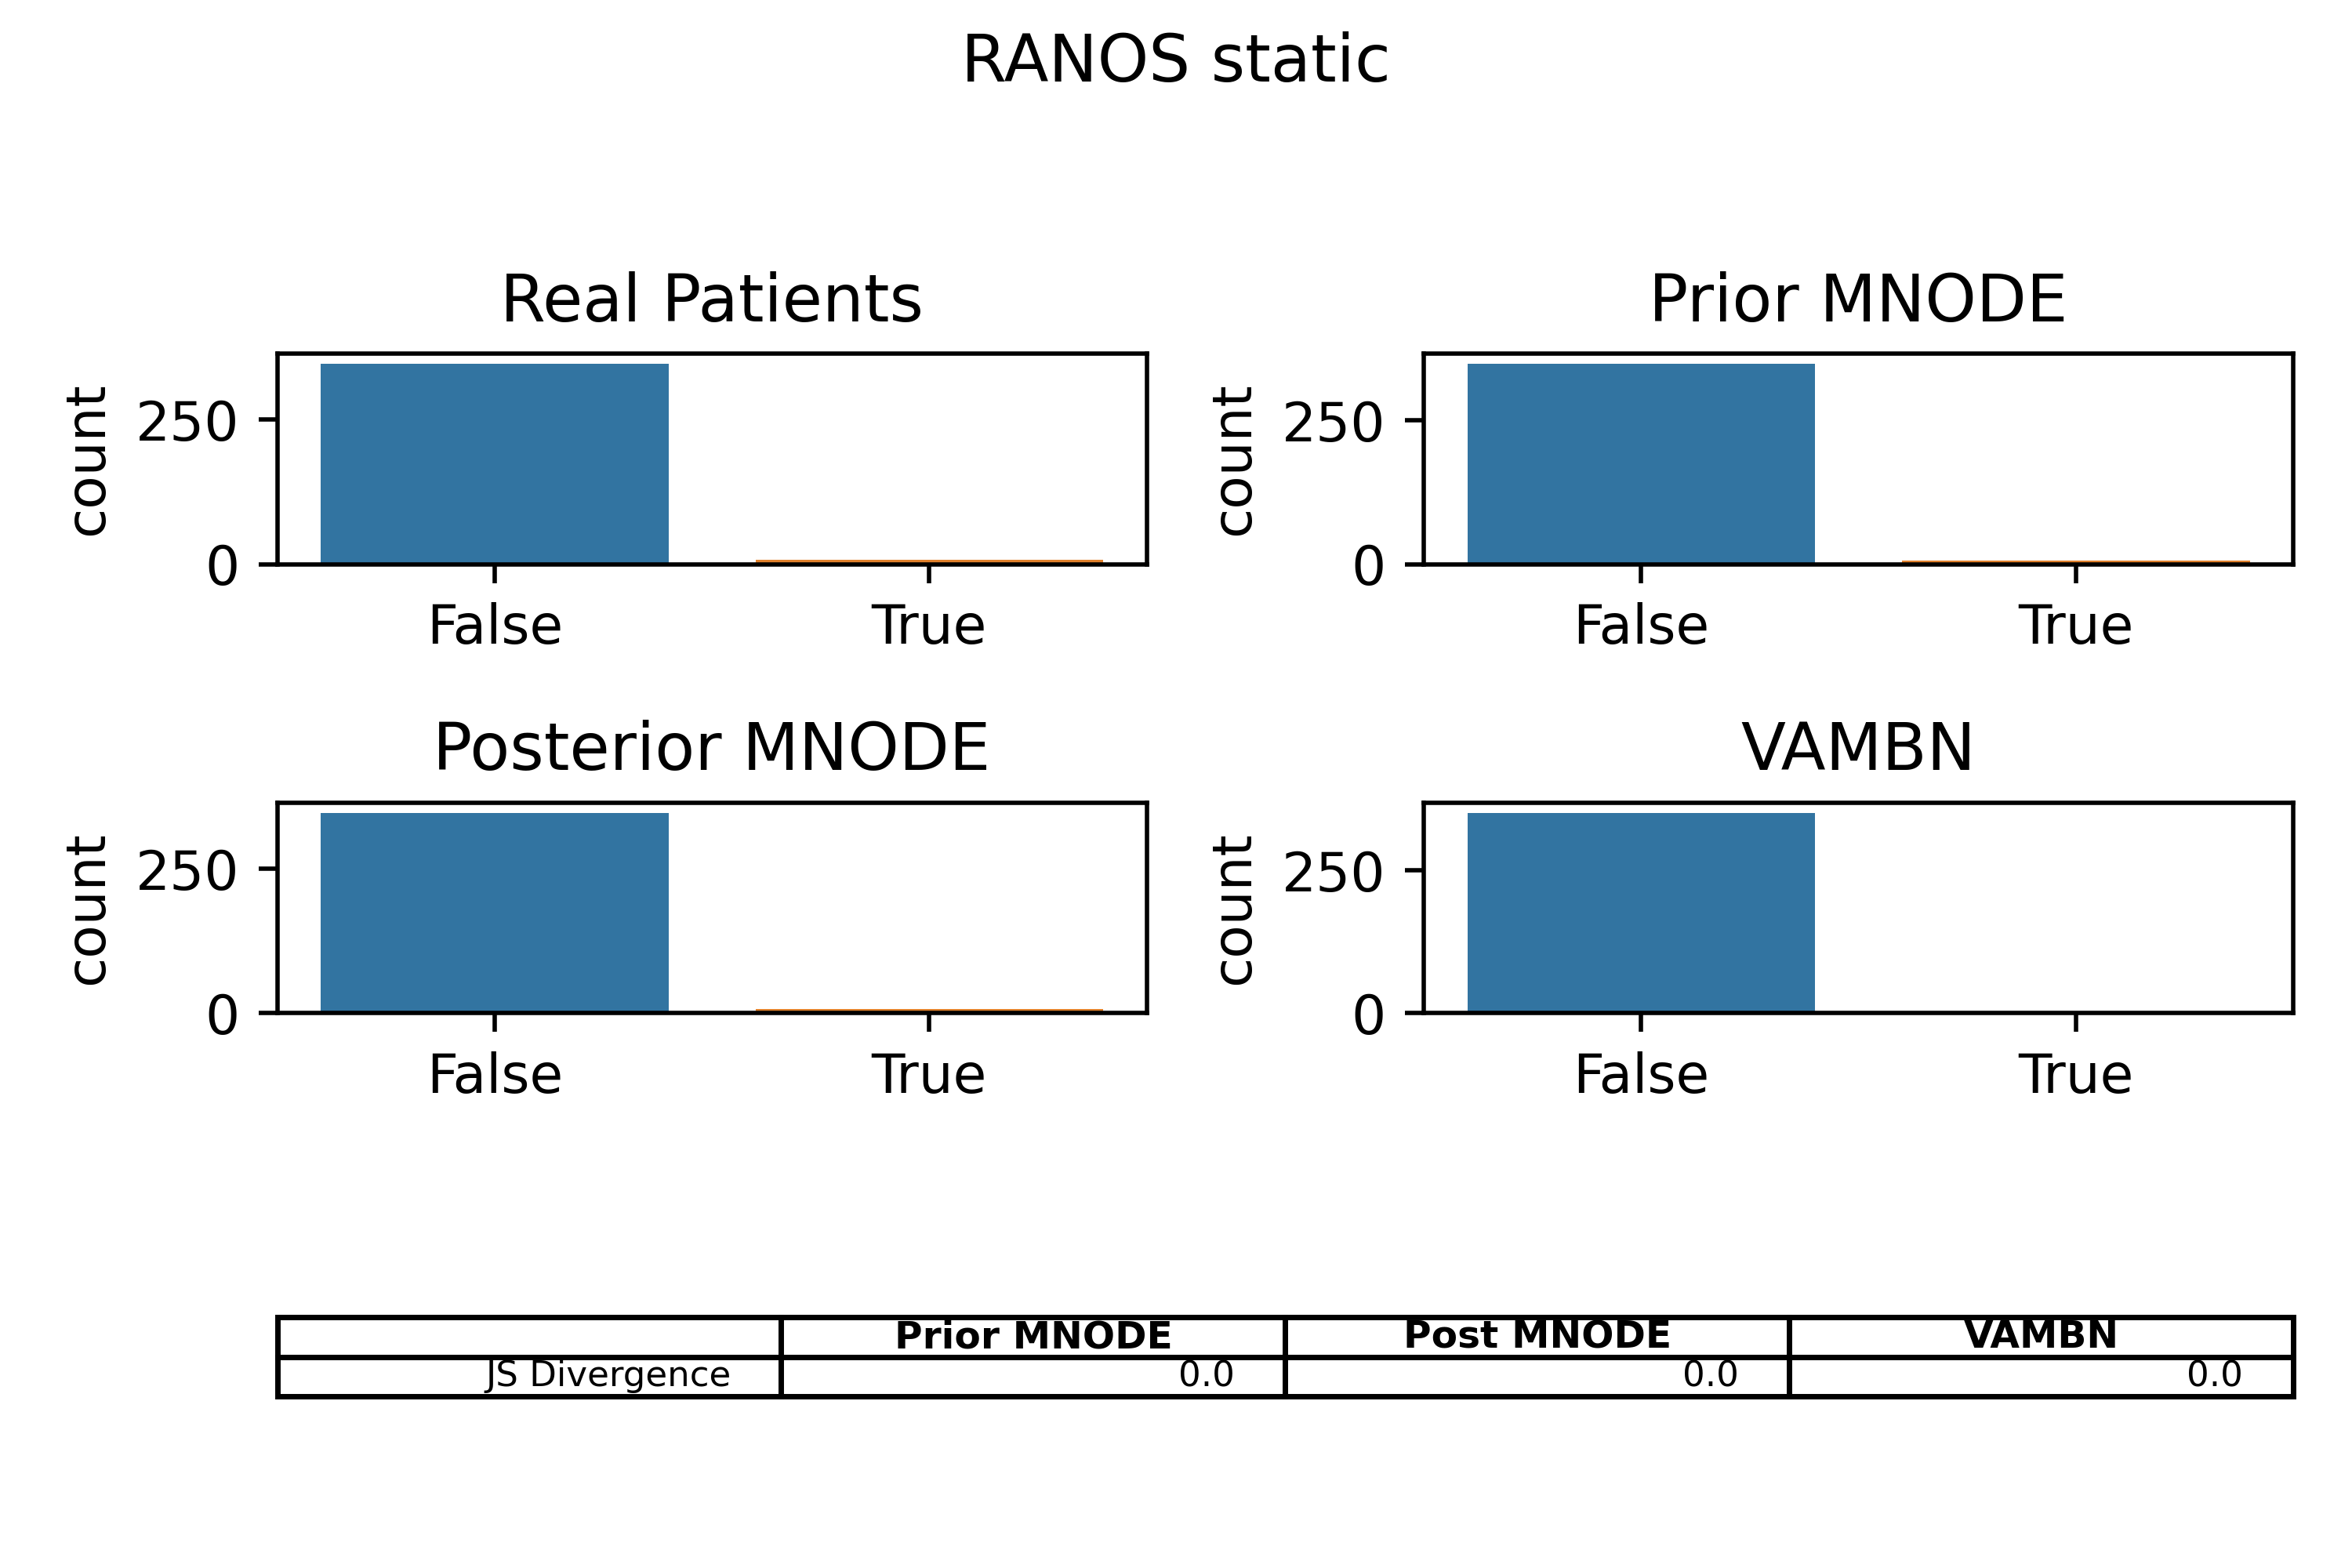 RANOS static
Real Patients
Prior MNODE
count
250
0
False
True
count
250
0
False
True
Posterior MNODE
VAMBN
count
250
0
False
True
count
250
0
False
True
Prior MNODE Post MNODE VAMBN
JS Divergence 0.0 0.0 0.0